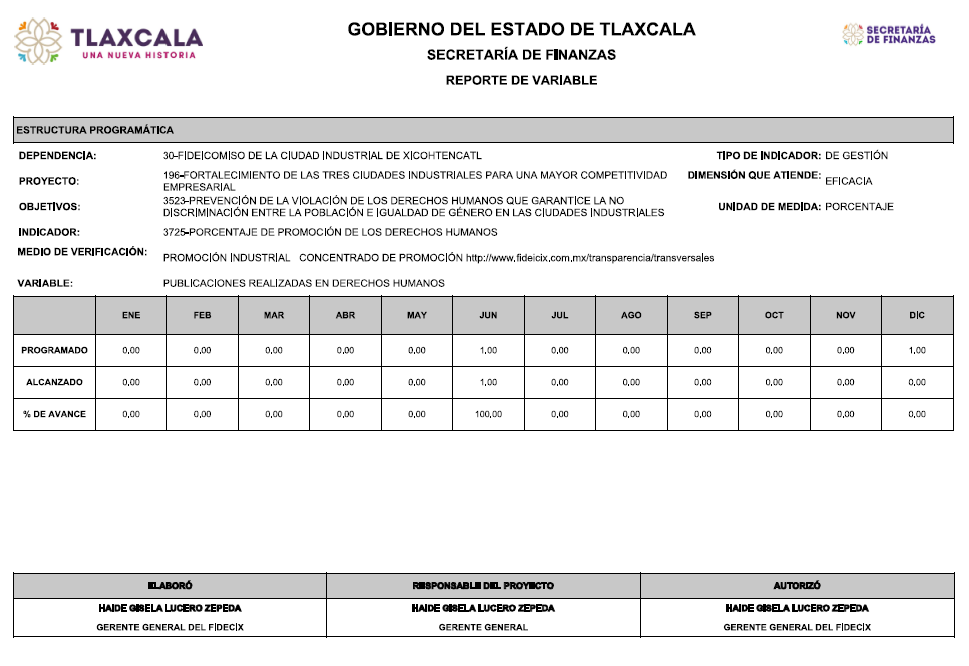 TLAXCALA
UNA NUEVA HISTORIA
GOBIERNO DEL ESTADO DE TLAXCALA
SECRETARÍA DE FINANZAS
REPORTE DE VARIABLE
SECRETARÍA
DE FINANZAS
ESTRUCTURA PROGRAMÁTICA
DEPENDENCIA: 30-FIDEICOMISO DE LA CIUDAD INDUSTRIAL DE XICOHTENCATL TIPO DE INDICADOR: DE GESTIÓN
PROYECTO: 196-FORTALECIMIENTO DE LAS TRES CIUDADES INDUSTRIALES PARA UNA MAYOR COMPETITIVIDAD
EMPRESARIAL
DIMENSIÓN QUE ATIENDE: EFICACIA
OBJETIVOS: 3523-PREVENCIÓN DE LA VIOLACIÓN DE LOS DERECHOS HUMANOS QUE GARANTICE LA NO
DISCRIMINACIÓN ENTRE LA POBLACIÓN E IGUALDAD DE GÉNERO EN LAS CIUDADES INDUSTRIALES
UNIDAD DE MEDIDA: PORCENTAJE
INDICADOR: 3725-PORCENTAJE DE PROMOCIÓN DE LOS DERECHOS HUMANOS
MEDIO DE VERIFICACIÓN: PROMOCIÓN INDUSTRIAL CONCENTRADO DE PROMOCIÓN http://www.fideicix.com.mx/transparencia/transversales
VARIABLE: PUBLICACIONES REALIZADAS EN DERECHOS HUMANOS
ENE FEB MAR ABR MAY JUN JUL AGO SEP OCT NOV DIC
PROGRAMADO 0.00 0.00 0.00 0.00 0.00 1.00 0.00 0.00 0.00 0.00 0.00 1.00
ALCANZADO 0.00 0.00 0.00 0.00 0.00 1.00 0.00 0.00 0.00 0.00 0.00 0.00
% DE AVANCE 0.00 0.00 0.00 0.00 0.00 100.00 0.00 0.00 0.00 0.00 0.00 0.00
ELABORÓ RESPONSABLE DEL PROYECTO AUTORIZÓ
HAIDE GISELA LUCERO ZEPEDA HAIDE GISELA LUCERO ZEPEDA HAIDE GISELA LUCERO ZEPEDA
GERENTE GENERAL DEL FIDECIX GERENTE GENERAL GERENTE GENERAL DEL FIDECIX